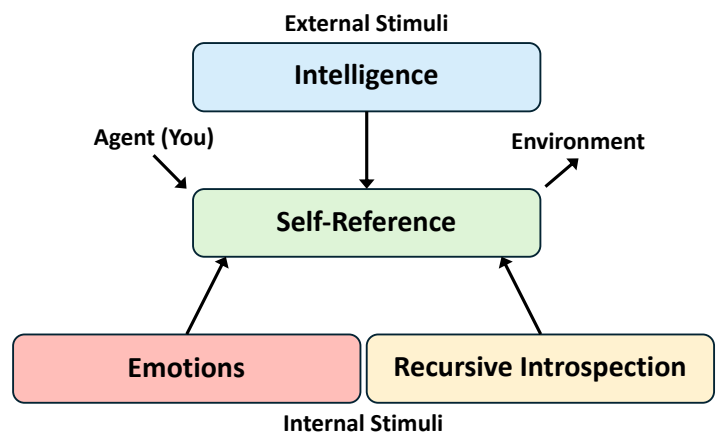 External Stimuli
Intelligence
Agent (You)
Environment
Self-Reference
Emotions
Recursive Introspection
Internal Stimuli